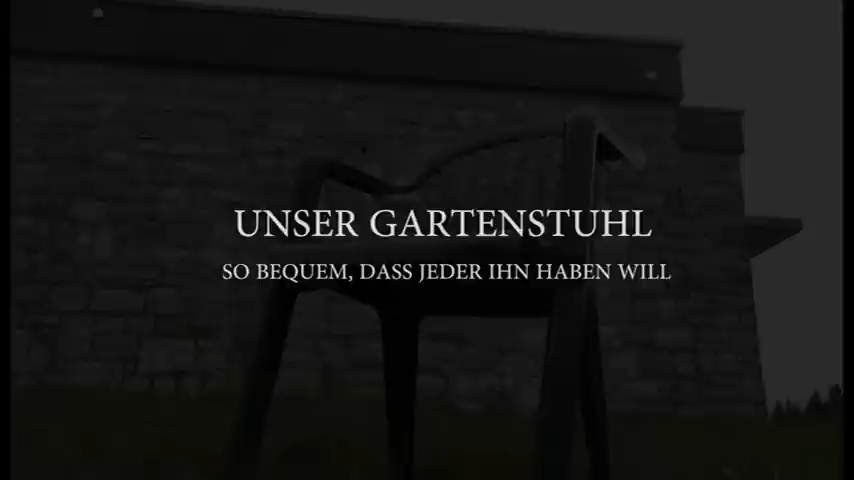 UNSER GARTENSTUHL
SO BEQUEM, DASS JEDER IHN HABEN WILL